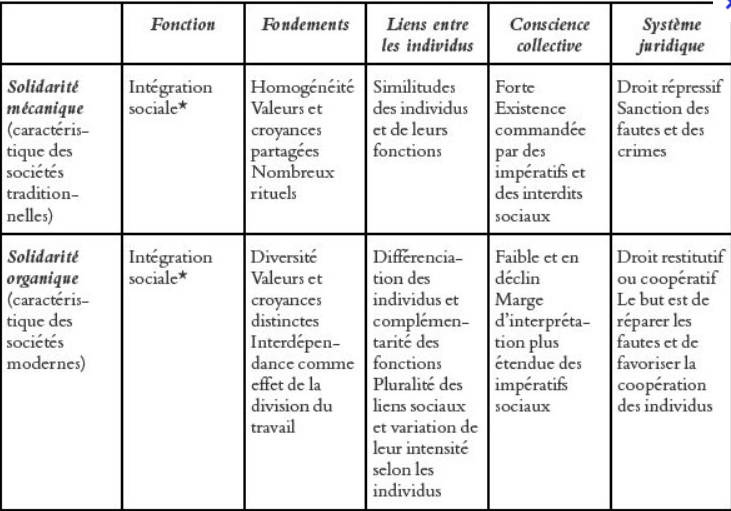 Fonction
Fondements
Liens entre
les individus
Conscience
collective
Système
juridique
Solidarité
mécanique
(caractéris-
tique des
sociétés
tradition-
nelles)
Intégration
sociale*
Homogénéité
Valeurs et
croyances
partagées
Nombreux
rituels
Similitudes
des individus
et de leurs
fonctions
Forte
Existence
commandée
par des
impératifs et
des interdits
sociaux
Droit répressif
Sanction des
fautes et des
crimes
Solidarité
organique
(caractéris-
tique des
sociétés
modernes)
Intégration
sociale*
Diversité
Valeurs et
croyances
distinctes
Interdépen-
dance comme
effet de la
division du
travail
Différencia-
tion des
individus et
complémen-
tarité des
fonctions
Pluralité des
liens sociaux
et variation de
leur intensité
selon les
individus
Faible et en
déclin
Marge
d'interpréta-
tion plus
étendue des
impératifs
sociaux
Droit restitutif
ou coopératif
Le but est de
réparer les
fautes et de
favoriser la
coopération
des individus